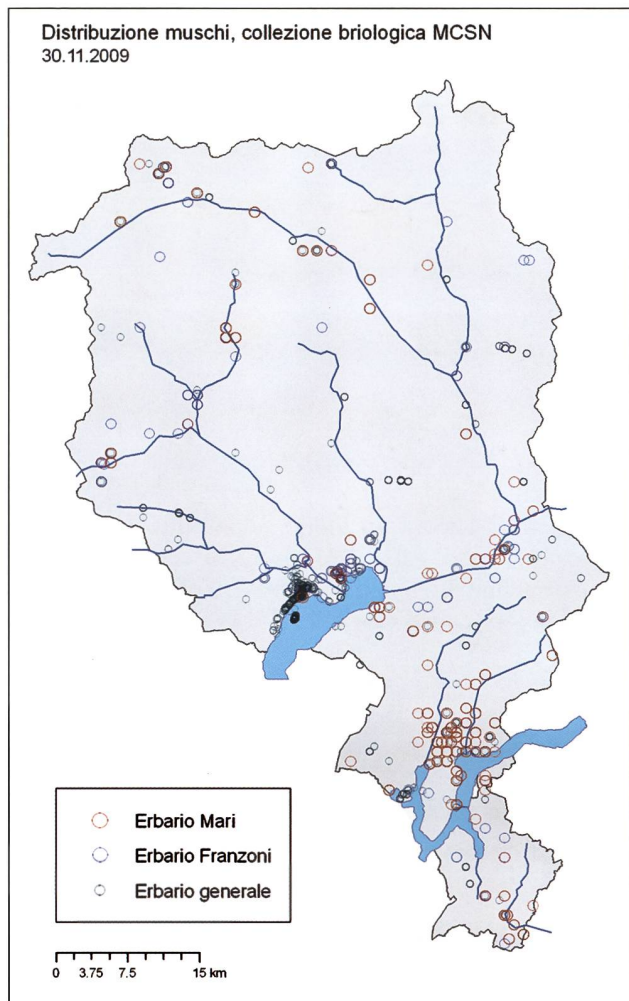 Distribuzione muschi, collezione briologica MCSN
30.11.2009
Erbario Mari
Erbario Franzoni
Erbario generale
0 3.75 7.5 15 km